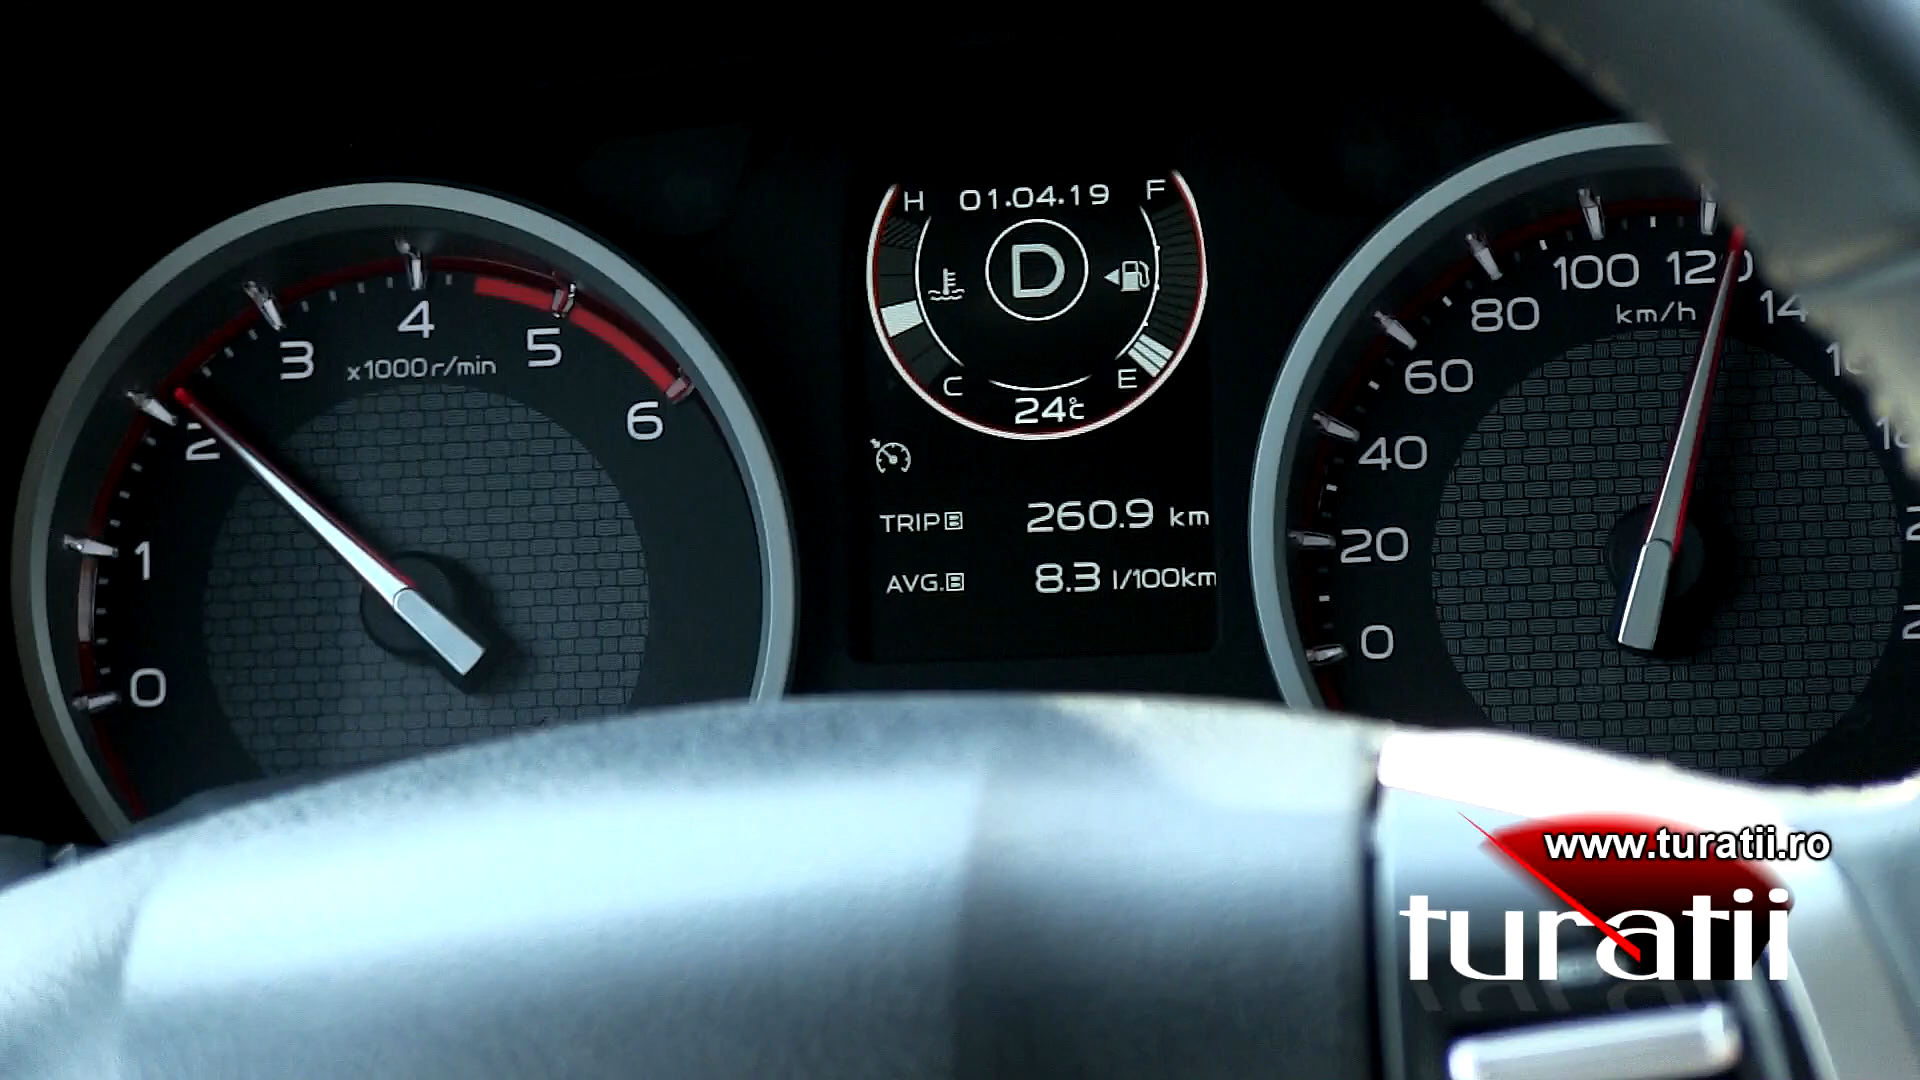 0
1
2
3
4
5
6
x1000r/min
H 01.04.19 F
D
C E
24°C
TRIP B 260.9 km
AVG.B 8.3 l/100km
0
20
40
60
80
100
120
km/h
www.turatii.ro
turatii